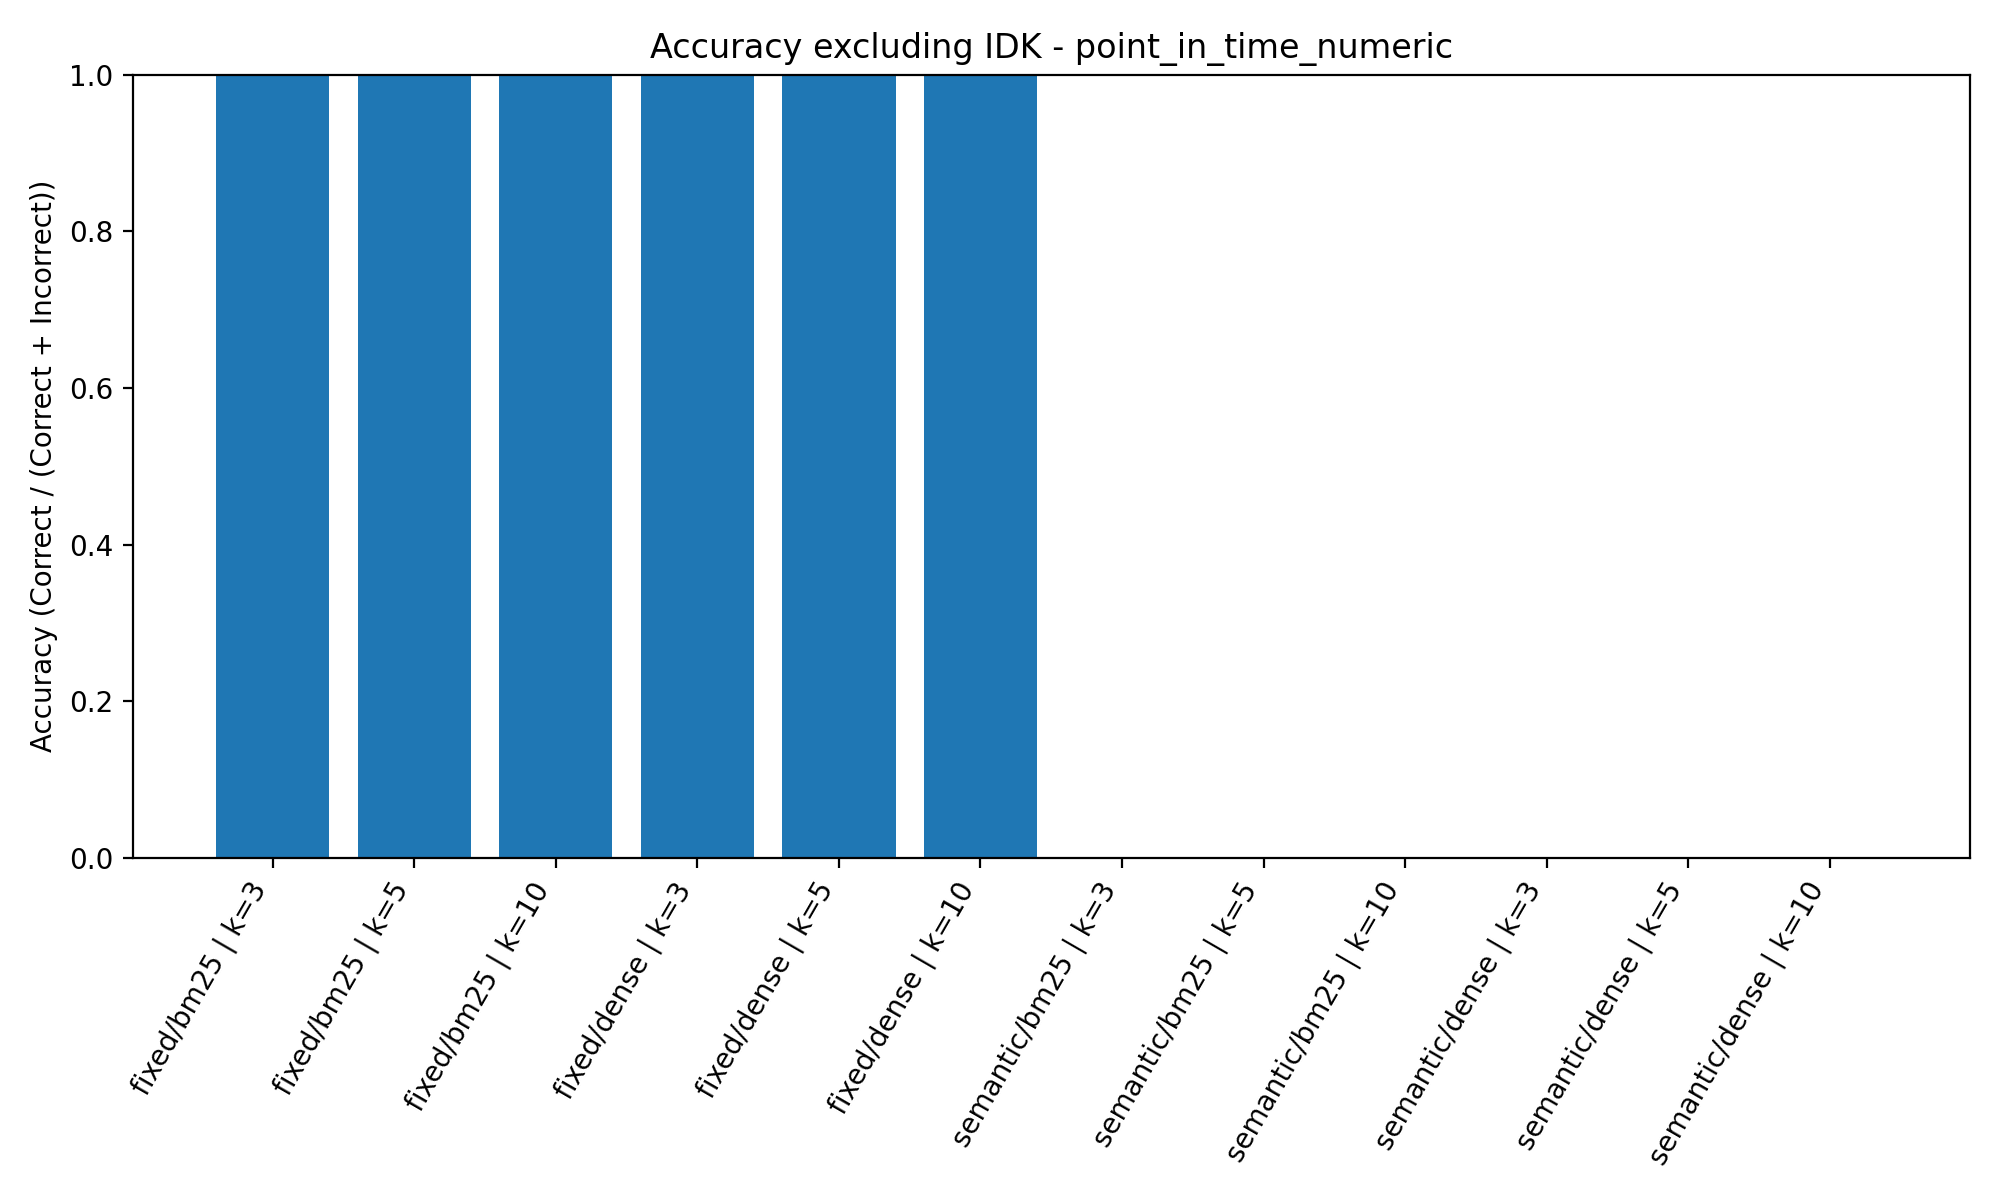 Accuracy excluding IDK - point_in_time_numeric
Accuracy (Correct / (Correct + Incorrect))
1.0
0.8
0.6
0.4
0.2
0.0
fixed/bm25 | k=3
fixed/bm25 | k=5
fixed/bm25 | k=10
fixed/dense | k=3
fixed/dense | k=5
fixed/dense | k=10
semantic/bm25 | k=3
semantic/bm25 | k=5
semantic/bm25 | k=10
semantic/dense | k=3
semantic/dense | k=5
semantic/dense | k=10